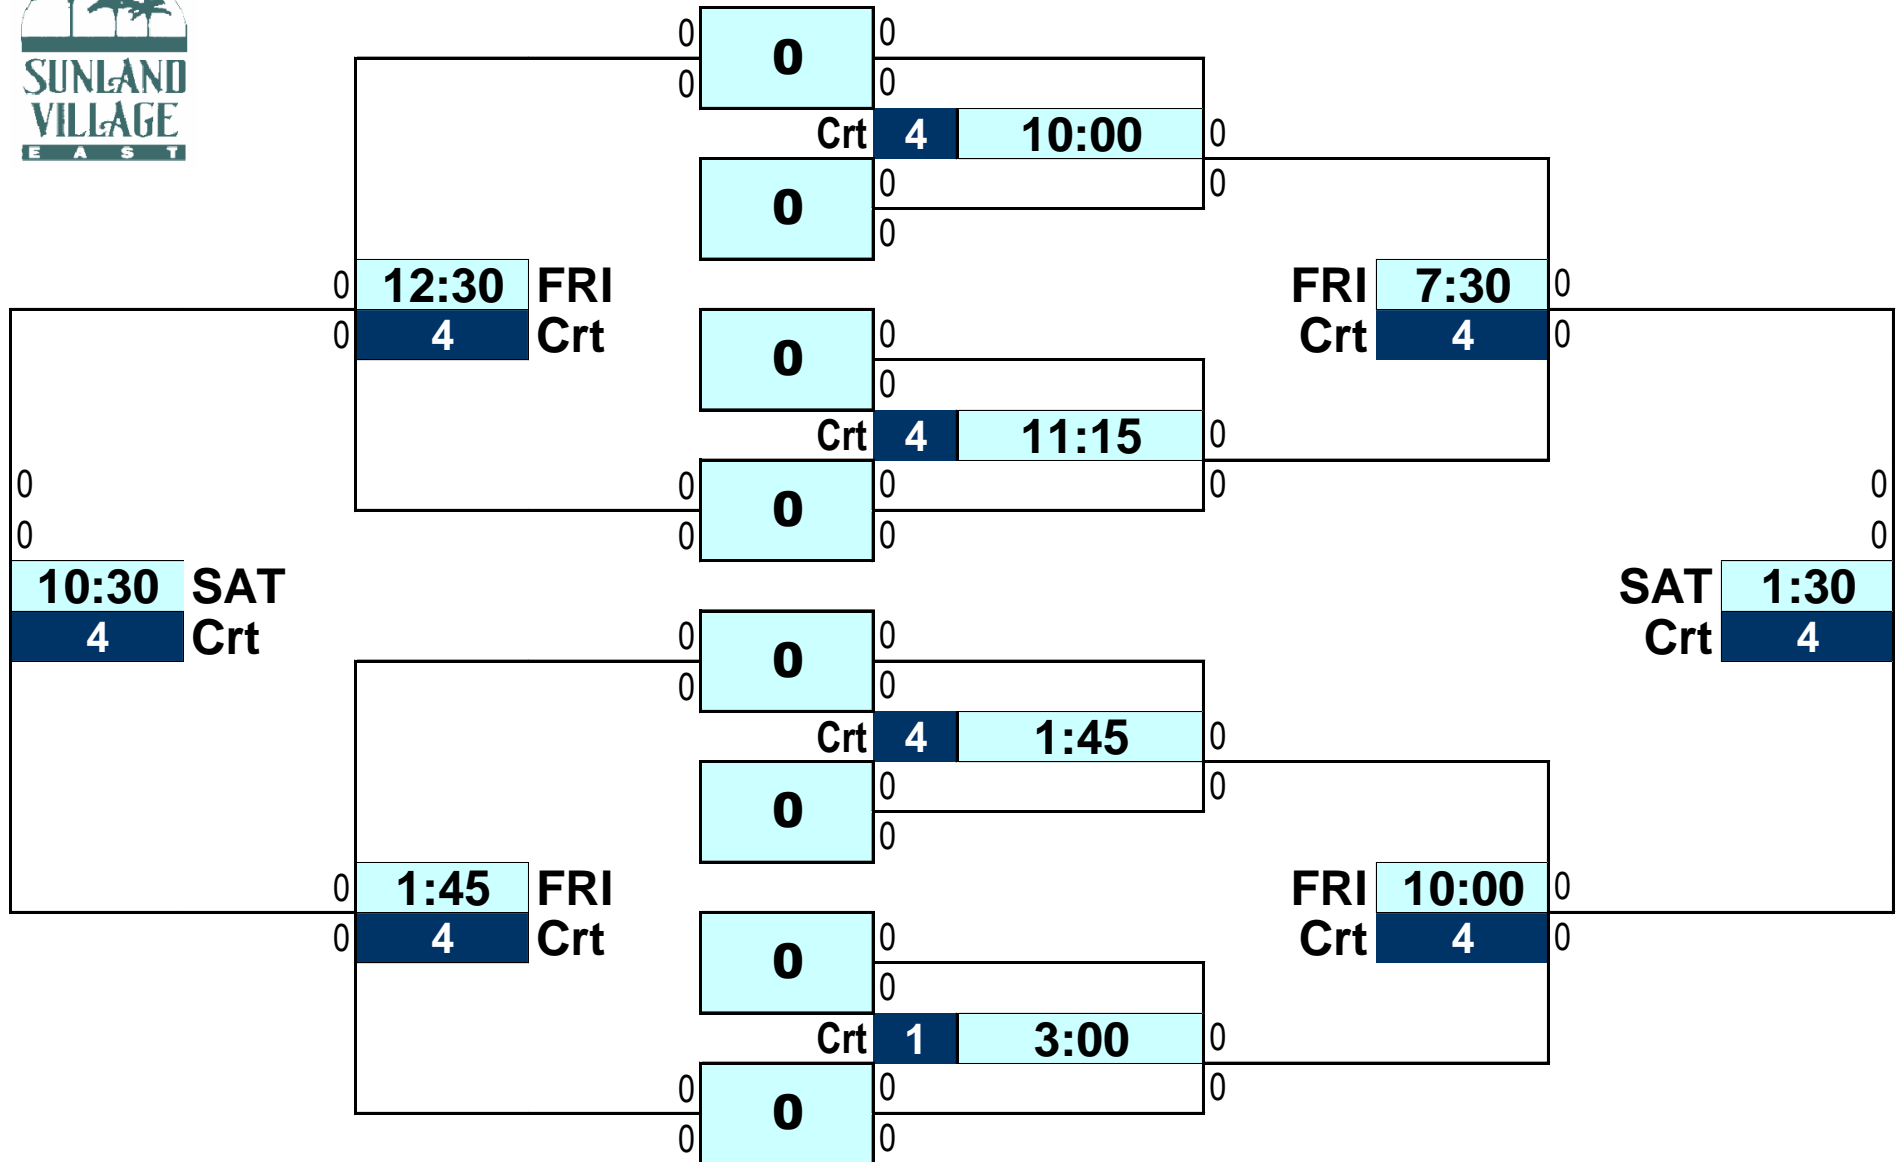 SUNLAND
VILLAGE
EAST
0 0 0
0 0
Crt 4 10:00 0
0 0 0
0
0 12:30 FRI FRI 7:30 0
0 4 Crt Crt 4 0
0 0
0
Crt 4 11:15 0
0 0 0 0
0 0
0 0
0 0
10:30 SAT SAT 1:30
4 Crt Crt 4
0 0 0
0 0
Crt 4 1:45 0
0 0 0
0
0 1:45 FRI FRI 10:00 0
0 4 Crt Crt 4 0
0 0
0
Crt 1 3:00 0
0 0 0 0
0 0